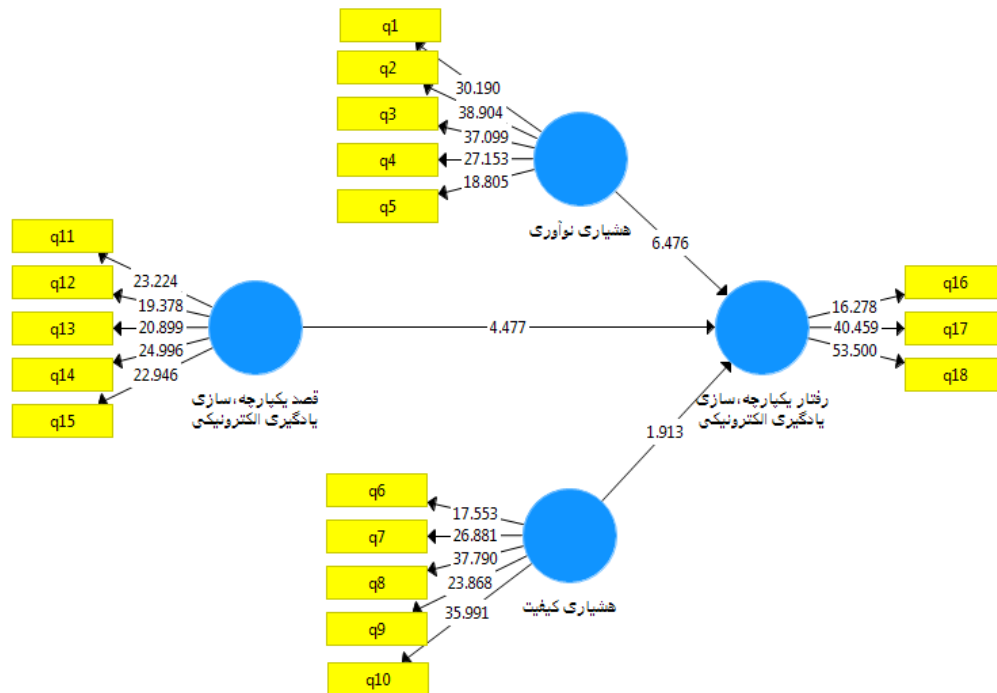 q1
q2
q3
q4
q5
30.190
38.904
37.099
27.153
18.805
هشیاری نوآوری
6.476
q11
q12
q13
q14
q15
23.224
19.378
20.899
24.996
22.946
قصد یکپارچه،سازی
یادگیری الکترونیکی
4.477
رفتار یکپارچه،سازی
یادگیری الکترونیکی
16.278
40.459
53.500
q16
q17
q18
1.913
q6
q7
q8
q9
q10
17.553
26.881
37.790
23.868
35.991
هشیاری کیفیت